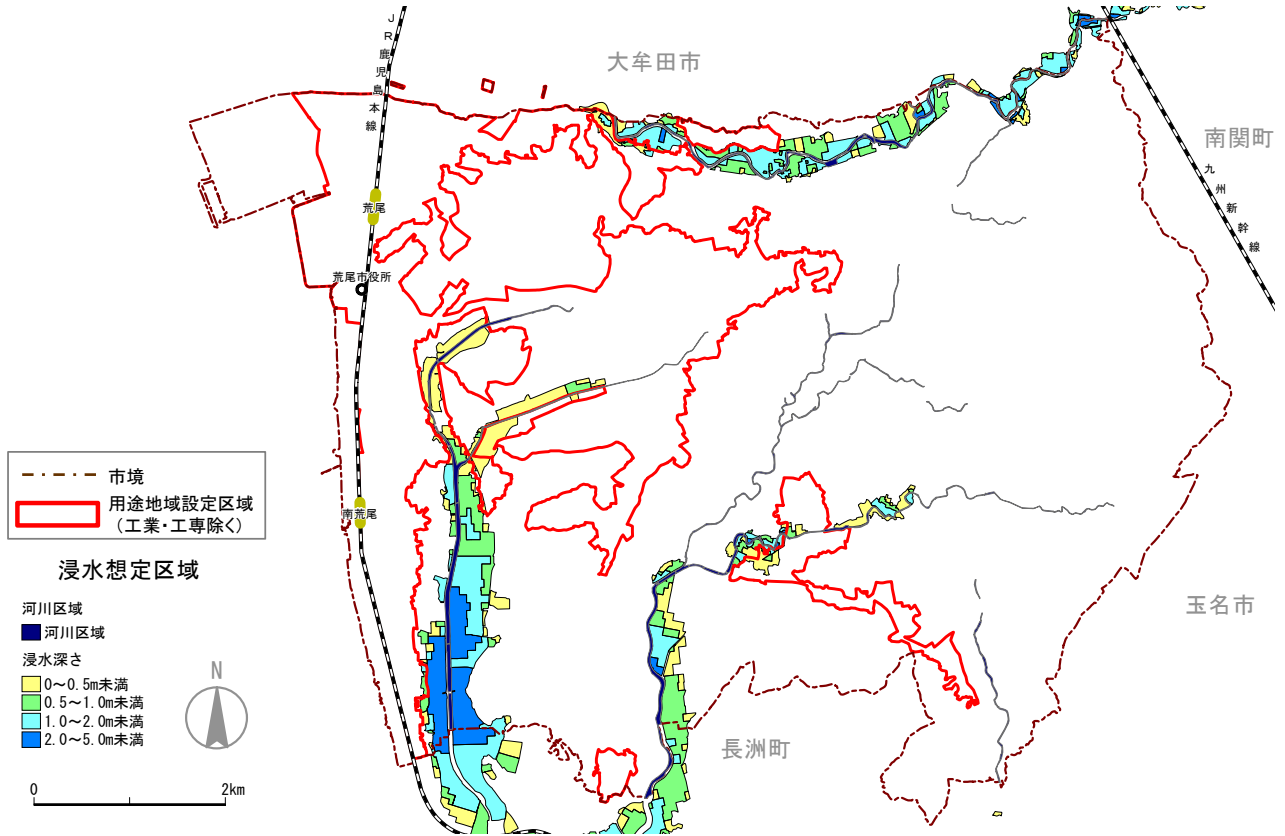 JR鹿児島本線
大牟田市
南関町
九州新幹線
荒尾
荒尾市役所
市境
用途地域設定区域
(工業・工専除く)
南荒尾
浸水想定区域
河川区域
河川区域
浸水深さ
0～0.5m未満
0.5～1.0m未満
1.0～2.0m未満
2.0～5.0m未満
N
0 2km
玉名市
長洲町